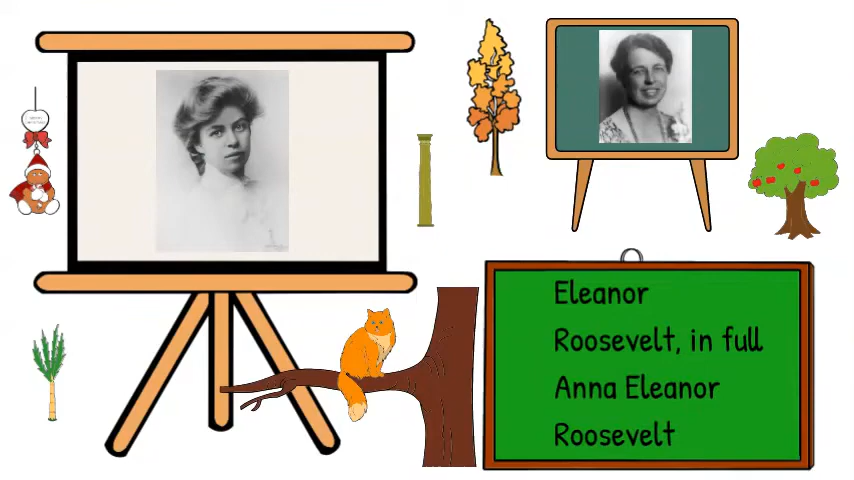 Eleanor
Roosevelt, in full
Anna Eleanor
Roosevelt